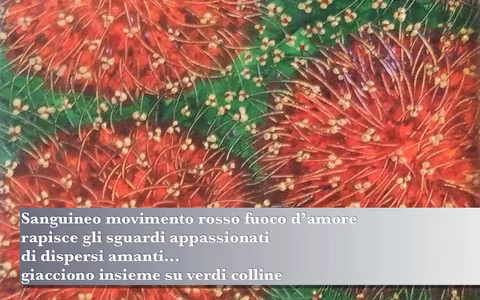 Sanguineo movimento rosso fuoco d’amore
rapisce gli sguardi appassionati
di dispersi amanti...
giacciono insieme su verdi colline